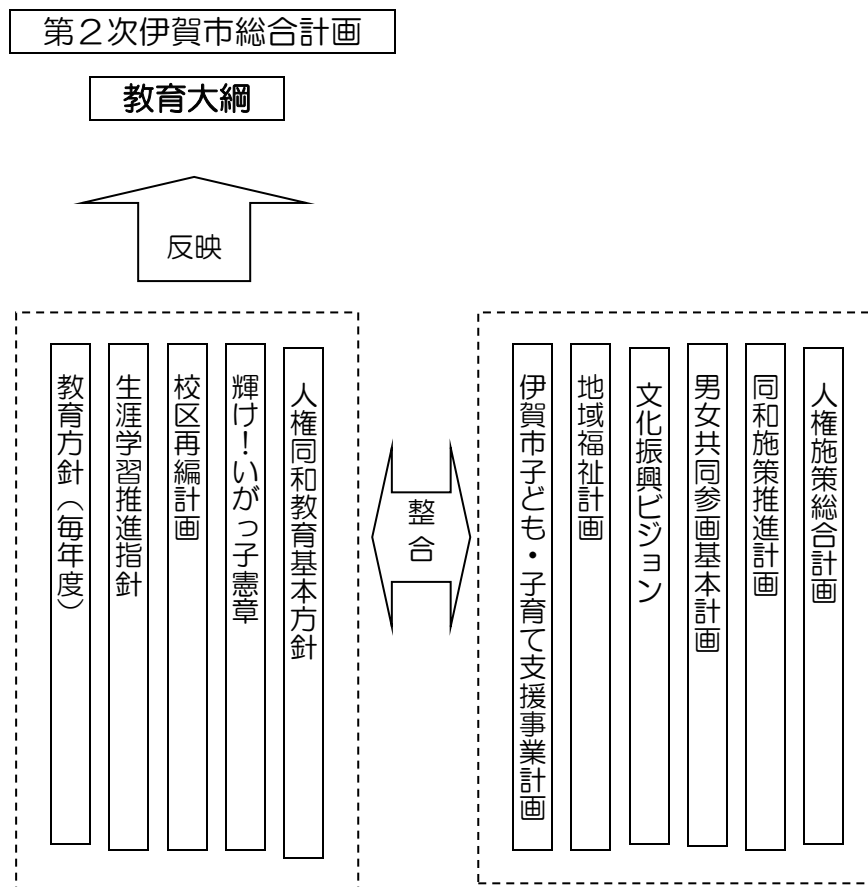 第２次伊賀市総合計画
教育大綱
反映
教育方針（毎年度）
生涯学習推進指針
校区再編計画
輝け！いがっ子憲章
人権同和教育基本方針
整合
伊賀市子ども・子育て支援事業計画
地域福祉計画
文化振興ビジョン
男女共同参画基本計画
同和施策推進計画
人権施策総合計画